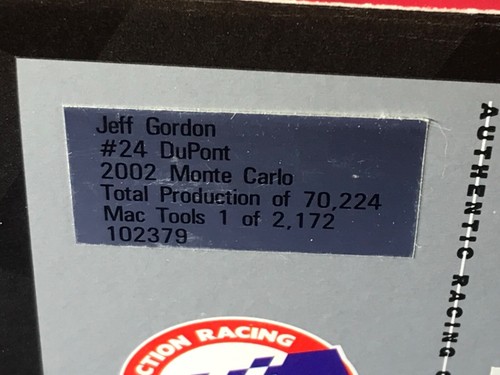 Jeff Gordon
#24 DuPont
2002 Monte Carlo
Total Production of 70,224
Mac Tools 1 of 2,172
102379
CTION RACING
AUTHENTIC RACING